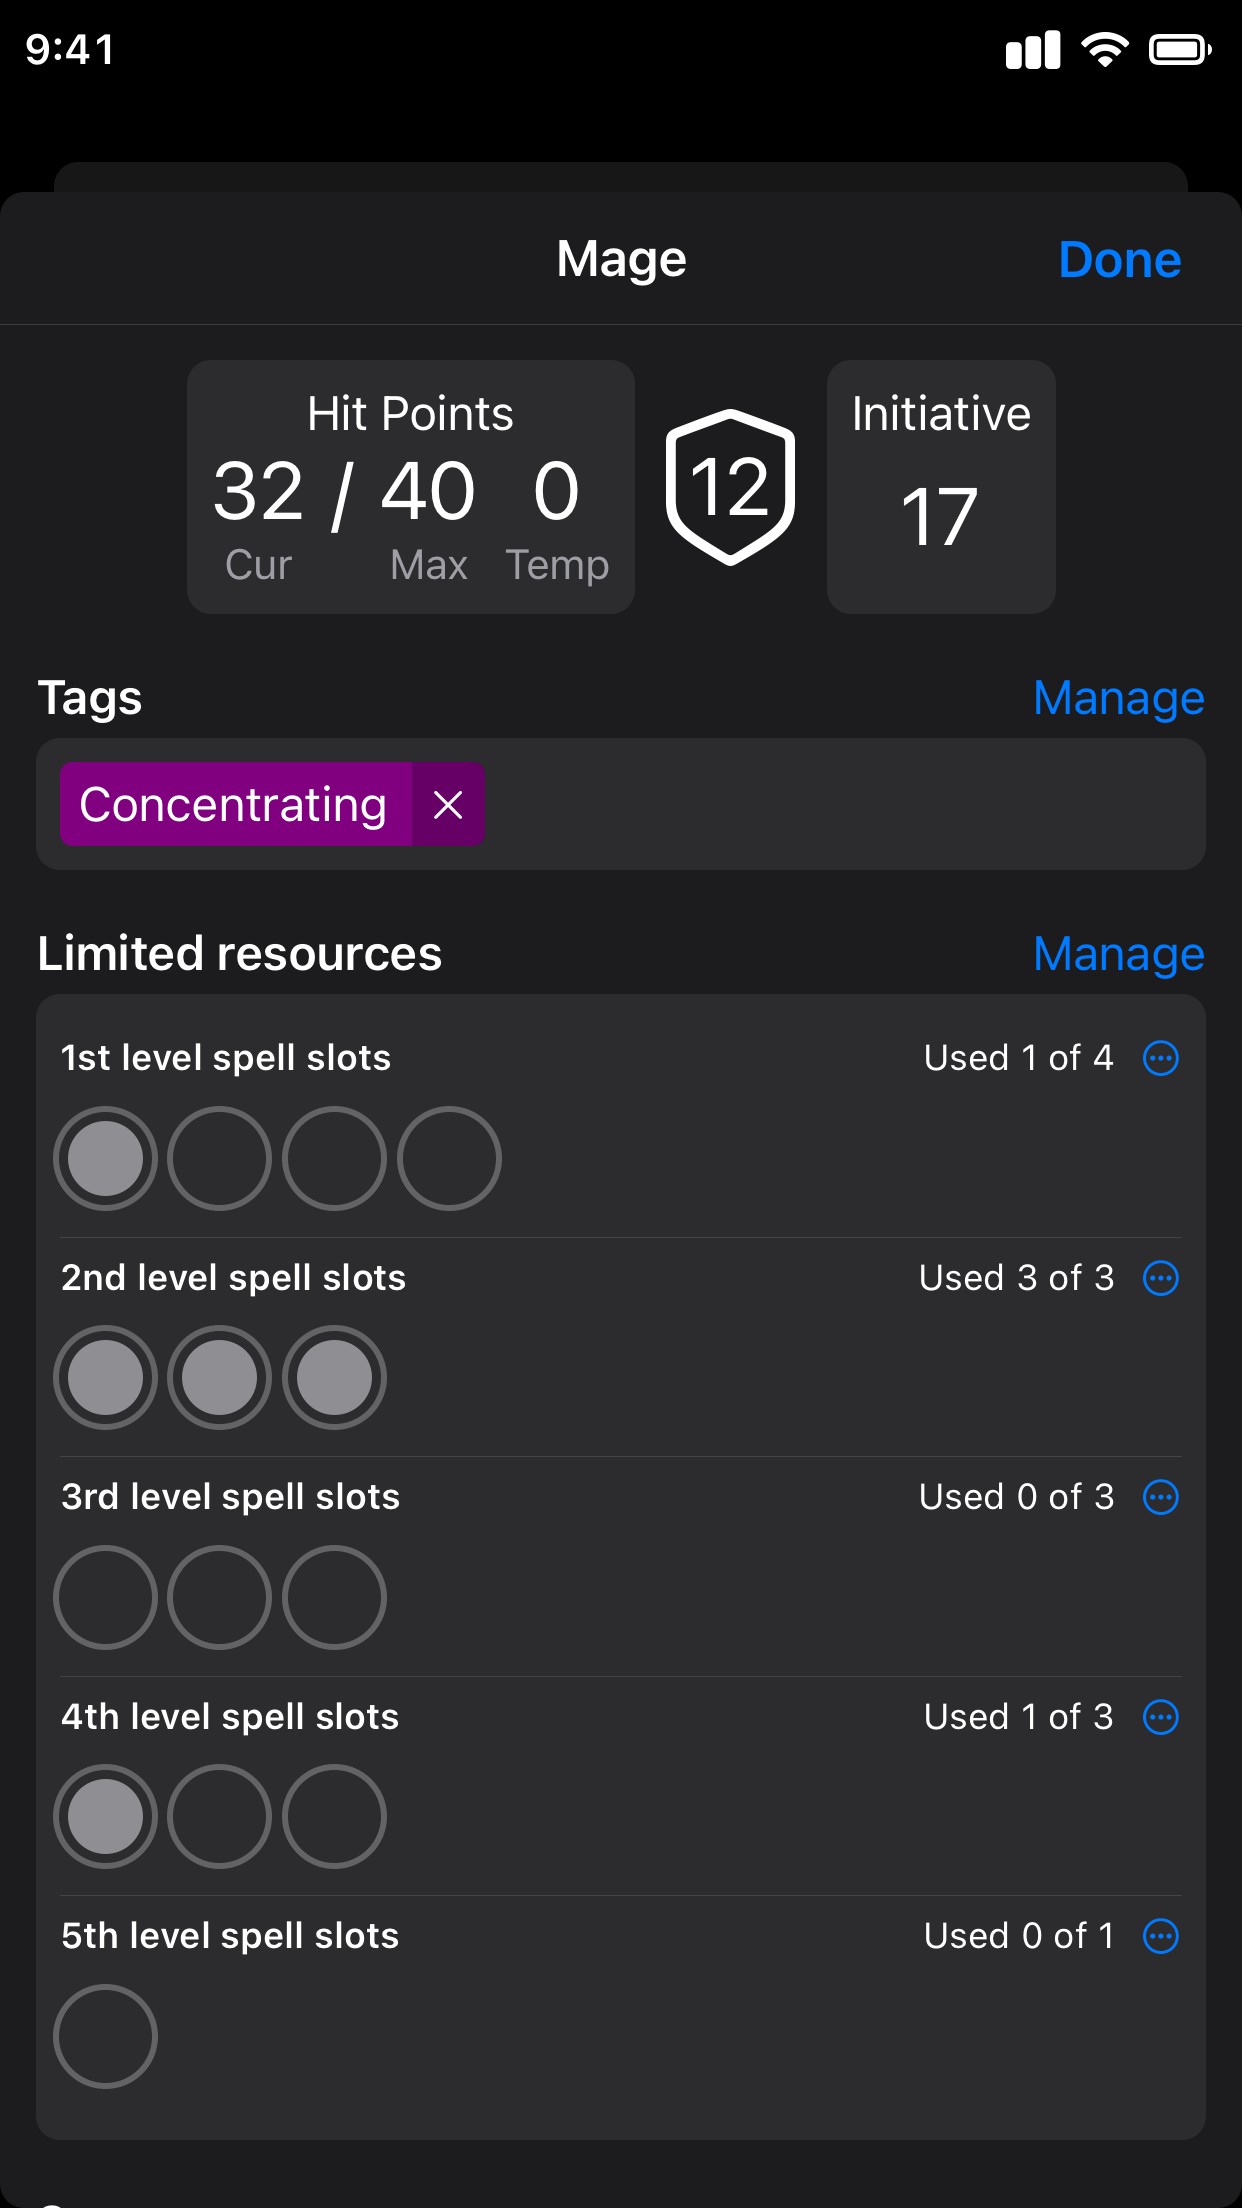 9:41
Mage
Done
Hit Points
32 / 40 0
Cur Max Temp
12
Initiative
17
Tags
Manage
Concentrating
Limited resources
Manage
1st level spell slots
Used 1 of 4
2nd level spell slots
Used 3 of 3
3rd level spell slots
Used 0 of 3
4th level spell slots
Used 1 of 3
5th level spell slots
Used 0 of 1